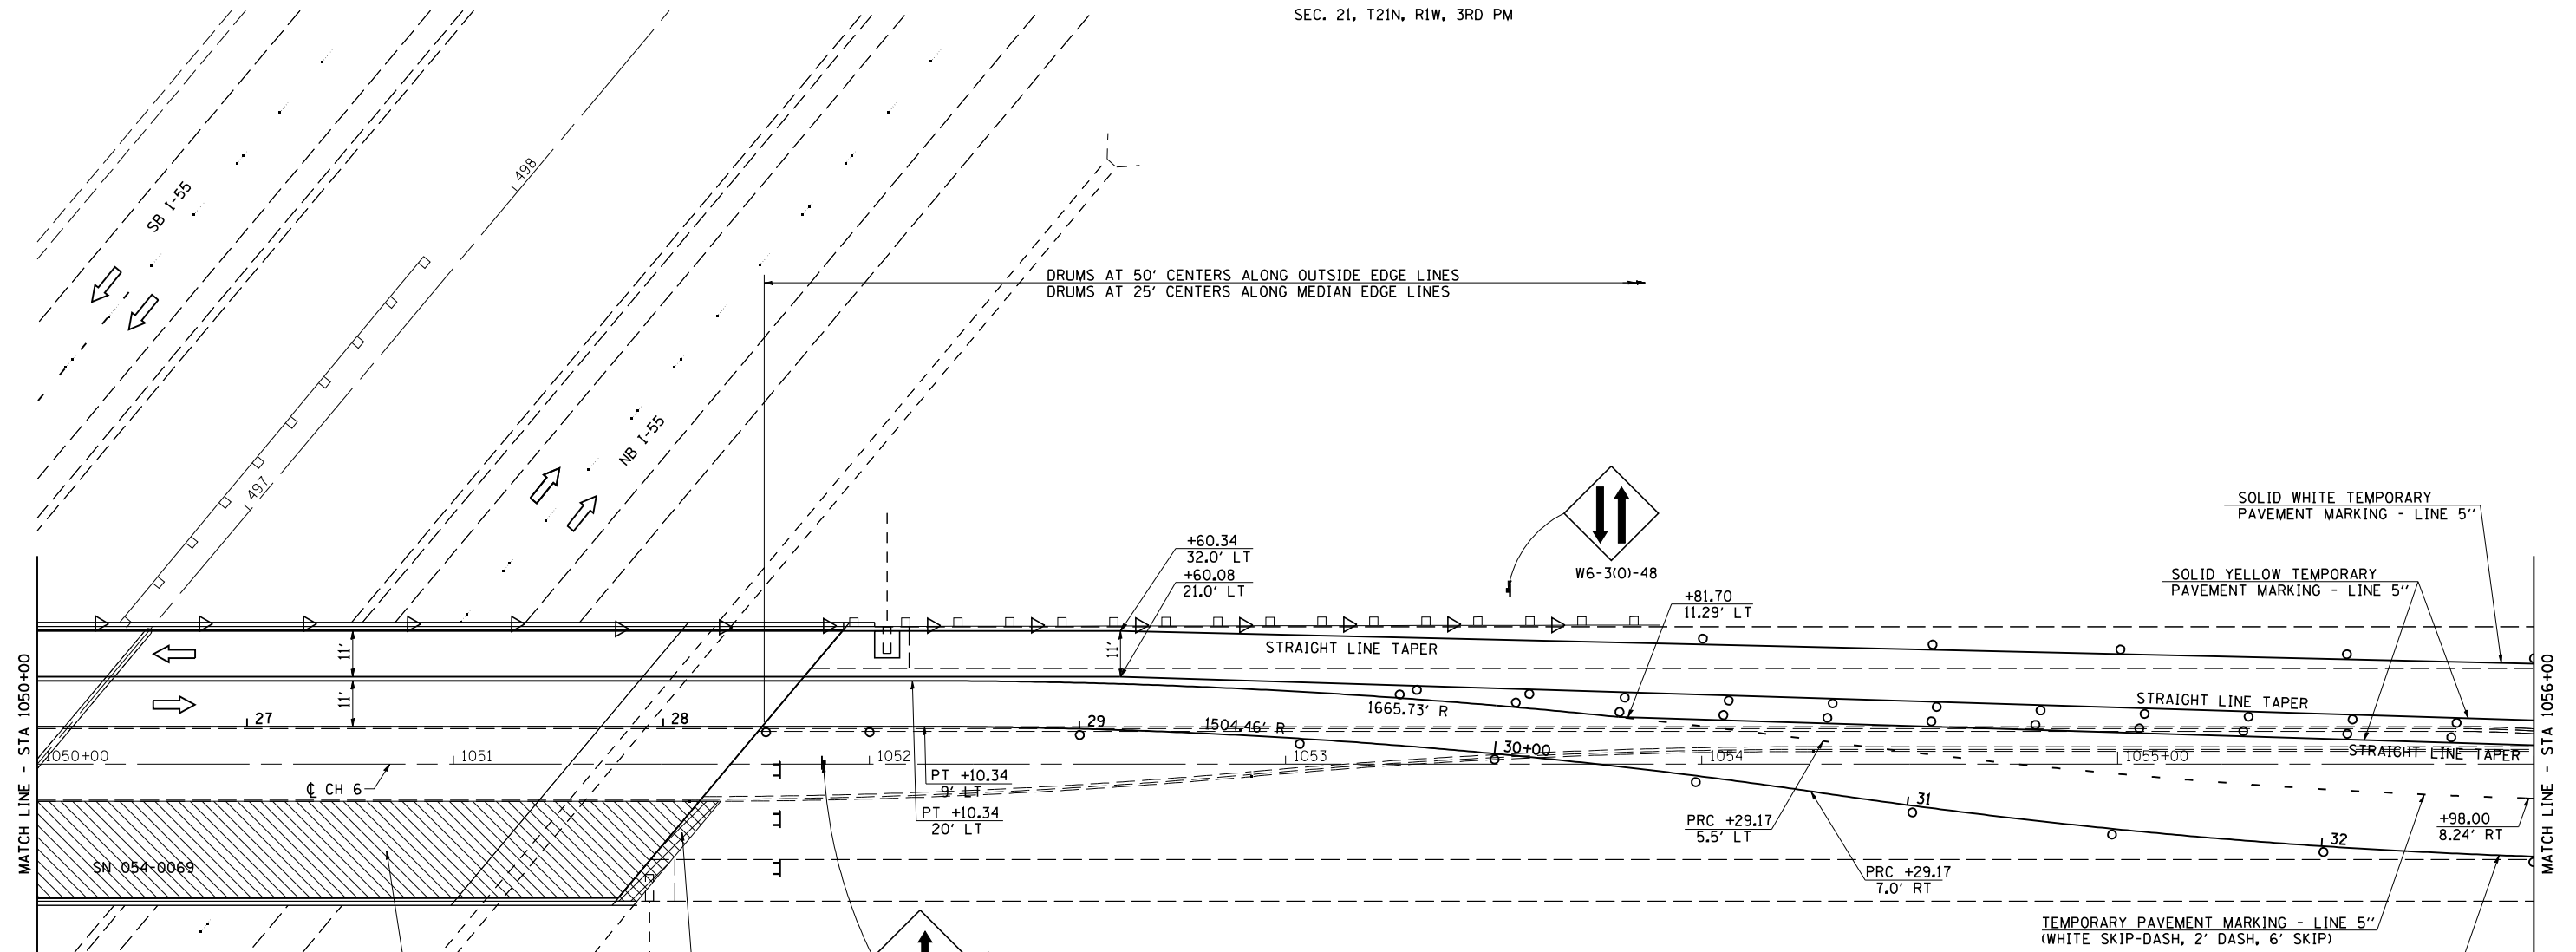 SEC. 21, T21N, R1W, 3RD PM
498
SB I-55
DRUMS AT 50' CENTERS ALONG OUTSIDE EDGE LINES
DRUMS AT 25' CENTERS ALONG MEDIAN EDGE LINES
NB I-55
497
SOLID WHITE TEMPORARY
PAVEMENT MARKING - LINE 5"
+60.34
32.0' LT
+60.08
21.0' LT
W6-3(O)-48
SOLID YELLOW TEMPORARY
PAVEMENT MARKING - LINE 5"
+81.70
11.29' LT
11'
11'
STRAIGHT LINE TAPER
11'
STRAIGHT LINE TAPER
1665.73' R
27
28
29
1504.46' R
30+00
STRAIGHT LINE TAPER
1050+00
1051
1052
1053
1054
1055+00
MATCH LINE - STA 1050+00
MATCH LINE - STA 1056+00
℄ CH 6
PT +10.34
9' LT
PT +10.34
20' LT
31
PRC +29.17
5.5' LT
+98.00
8.24' RT
32
SN 054-0069
PRC +29.17
7.0' RT
TEMPORARY PAVEMENT MARKING - LINE 5"
(WHITE SKIP-DASH, 2' DASH, 6' SKIP)